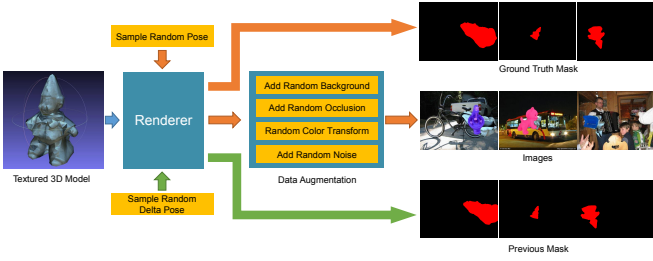 Sample Random Pose
Ground Truth Mask
Add Random Background
Add Random Occlusion
Renderer
Random Color Transform
Add Random Noise
Images
Textured 3D Model
Data Augmentation
Sample Random
Delta Pose
Previous Mask